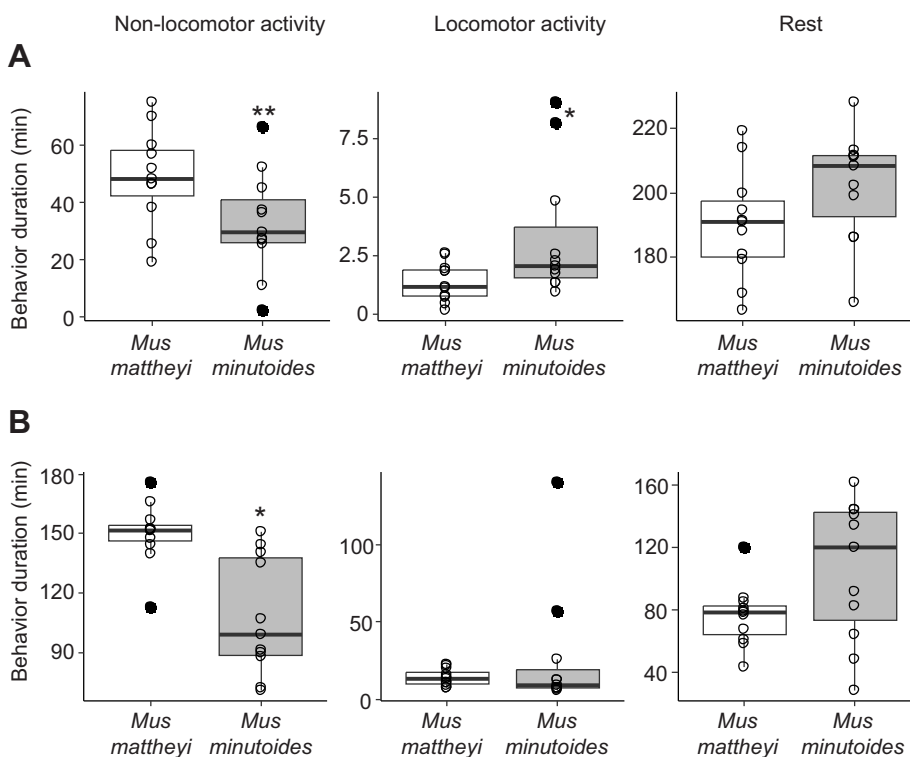 Non-locomotor activity
Locomotor activity
Rest
A
Behavior duration (min)
60
40
20
0
**
Mus
mattheyi
Mus
minutoides
7.5
5.0
2.5
0
*
Mus
mattheyi
Mus
minutoides
220
200
180
Mus
mattheyi
Mus
minutoides
B
Behavior duration (min)
180
150
120
90
*
Mus
mattheyi
Mus
minutoides
100
50
0
Mus
mattheyi
Mus
minutoides
160
120
80
40
Mus
mattheyi
Mus
minutoides